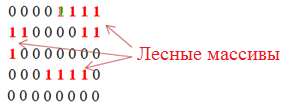 0 0 0 0 1 1 1 1
1 1 0 0 0 0 1 1
1 0 0 0 0 0 0 0
Лесные массивы
0 0 0 1 1 1 1 0
0 0 0 0 0 0 0 0